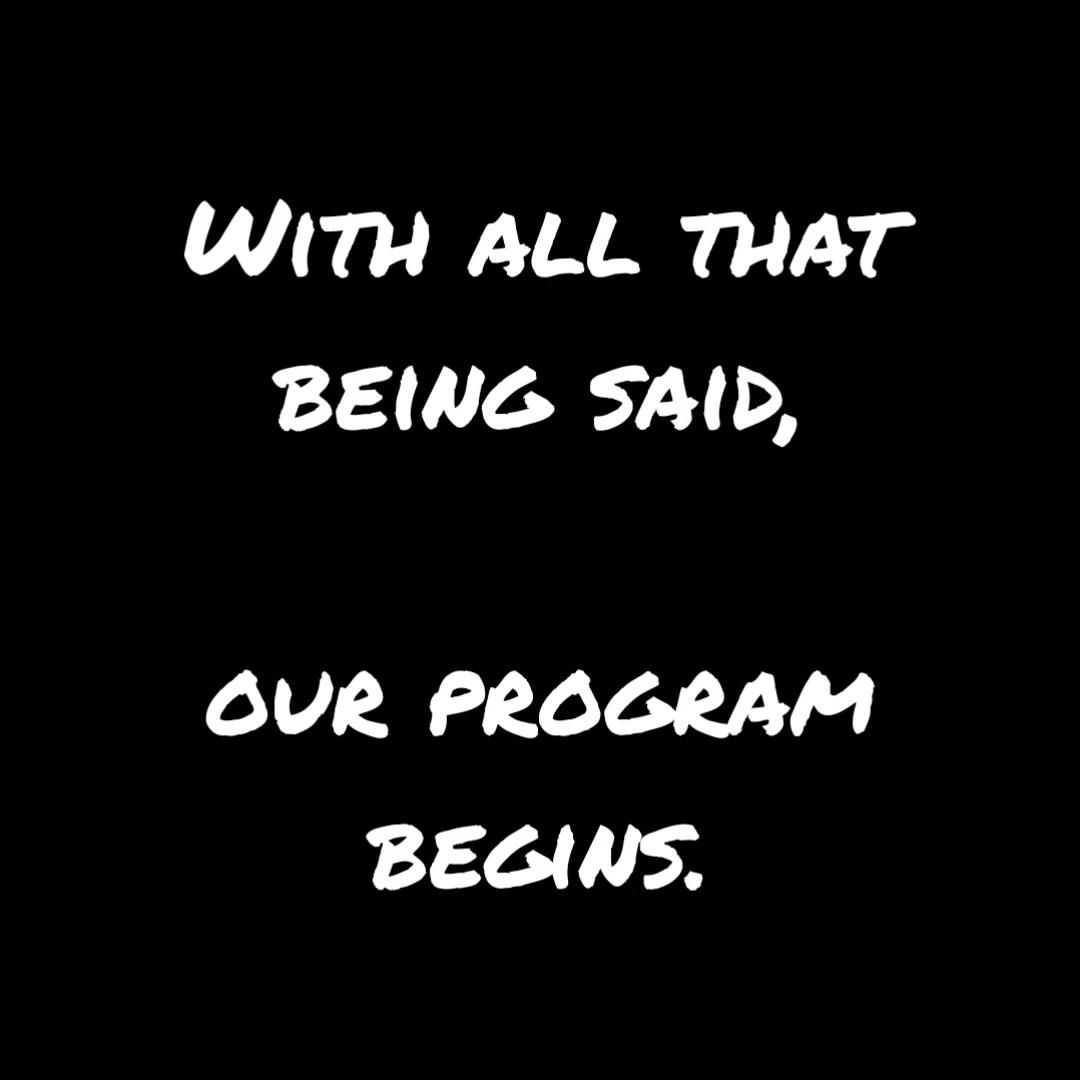 With all that
being said,
our program
begins.